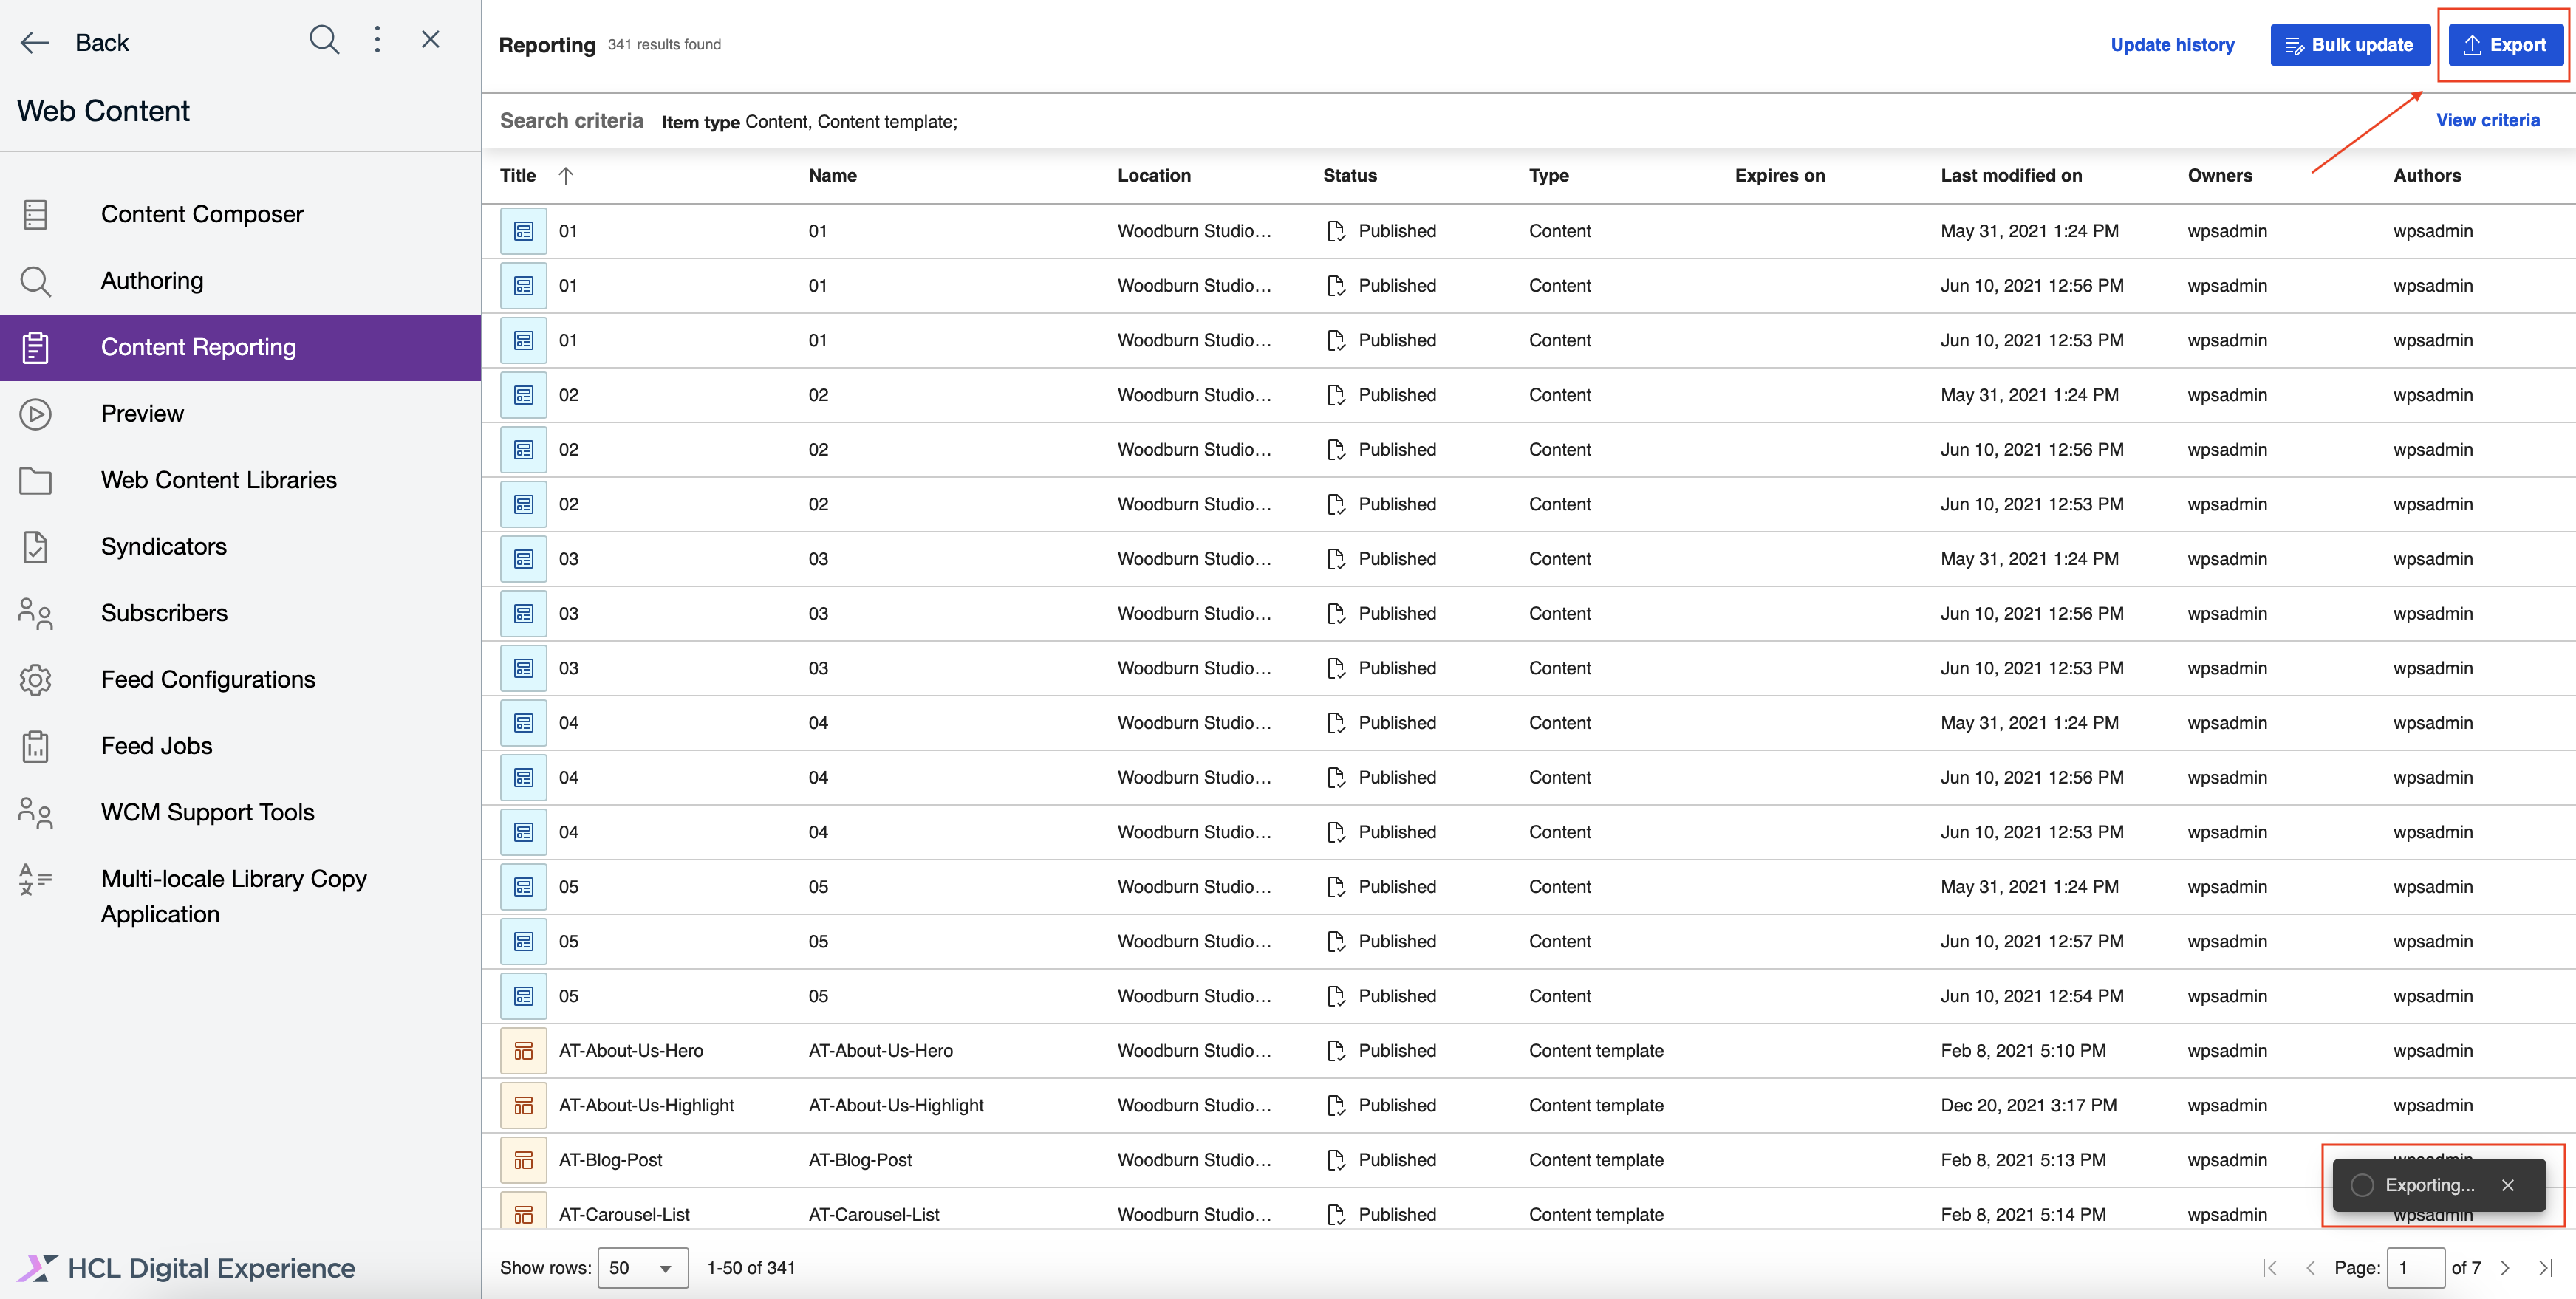 Back
Web Content
Content Composer
Authoring
Content Reporting
Preview
Web Content Libraries
Syndicators
Subscribers
Feed Configurations
Feed Jobs
WCM Support Tools
Multi-locale Library Copy
Application
HCL Digital Experience
Reporting 341 results found
Update history Bulk update Export
Search criteria Item type Content, Content template;
View criteria
Title Name Location Status Type Expires on Last modified on Owners Authors
01 01 Woodburn Studio... Published Content May 31, 2021 1:24 PM wpsadmin wpsadmin
01 01 Woodburn Studio... Published Content Jun 10, 2021 12:56 PM wpsadmin wpsadmin
01 01 Woodburn Studio... Published Content Jun 10, 2021 12:53 PM wpsadmin wpsadmin
02 02 Woodburn Studio... Published Content May 31, 2021 1:24 PM wpsadmin wpsadmin
02 02 Woodburn Studio... Published Content Jun 10, 2021 12:56 PM wpsadmin wpsadmin
02 02 Woodburn Studio... Published Content Jun 10, 2021 12:53 PM wpsadmin wpsadmin
03 03 Woodburn Studio... Published Content May 31, 2021 1:24 PM wpsadmin wpsadmin
03 03 Woodburn Studio... Published Content Jun 10, 2021 12:56 PM wpsadmin wpsadmin
03 03 Woodburn Studio... Published Content Jun 10, 2021 12:53 PM wpsadmin wpsadmin
04 04 Woodburn Studio... Published Content May 31, 2021 1:24 PM wpsadmin wpsadmin
04 04 Woodburn Studio... Published Content Jun 10, 2021 12:56 PM wpsadmin wpsadmin
04 04 Woodburn Studio... Published Content Jun 10, 2021 12:53 PM wpsadmin wpsadmin
05 05 Woodburn Studio... Published Content May 31, 2021 1:24 PM wpsadmin wpsadmin
05 05 Woodburn Studio... Published Content Jun 10, 2021 12:57 PM wpsadmin wpsadmin
05 05 Woodburn Studio... Published Content Jun 10, 2021 12:54 PM wpsadmin wpsadmin
AT-About-Us-Hero AT-About-Us-Hero Woodburn Studio... Published Content template Feb 8, 2021 5:10 PM wpsadmin wpsadmin
AT-About-Us-Highlight AT-About-Us-Highlight Woodburn Studio... Published Content template Dec 20, 2021 3:17 PM wpsadmin wpsadmin
AT-Blog-Post AT-Blog-Post Woodburn Studio... Published Content template Feb 8, 2021 5:13 PM wpsadmin wpsadmin
Exporting...
AT-Carousel-List AT-Carousel-List Woodburn Studio... Published Content template Feb 8, 2021 5:14 PM wpsadmin wpsadmin
Show rows: 50 1-50 of 341 Page: 1 of 7